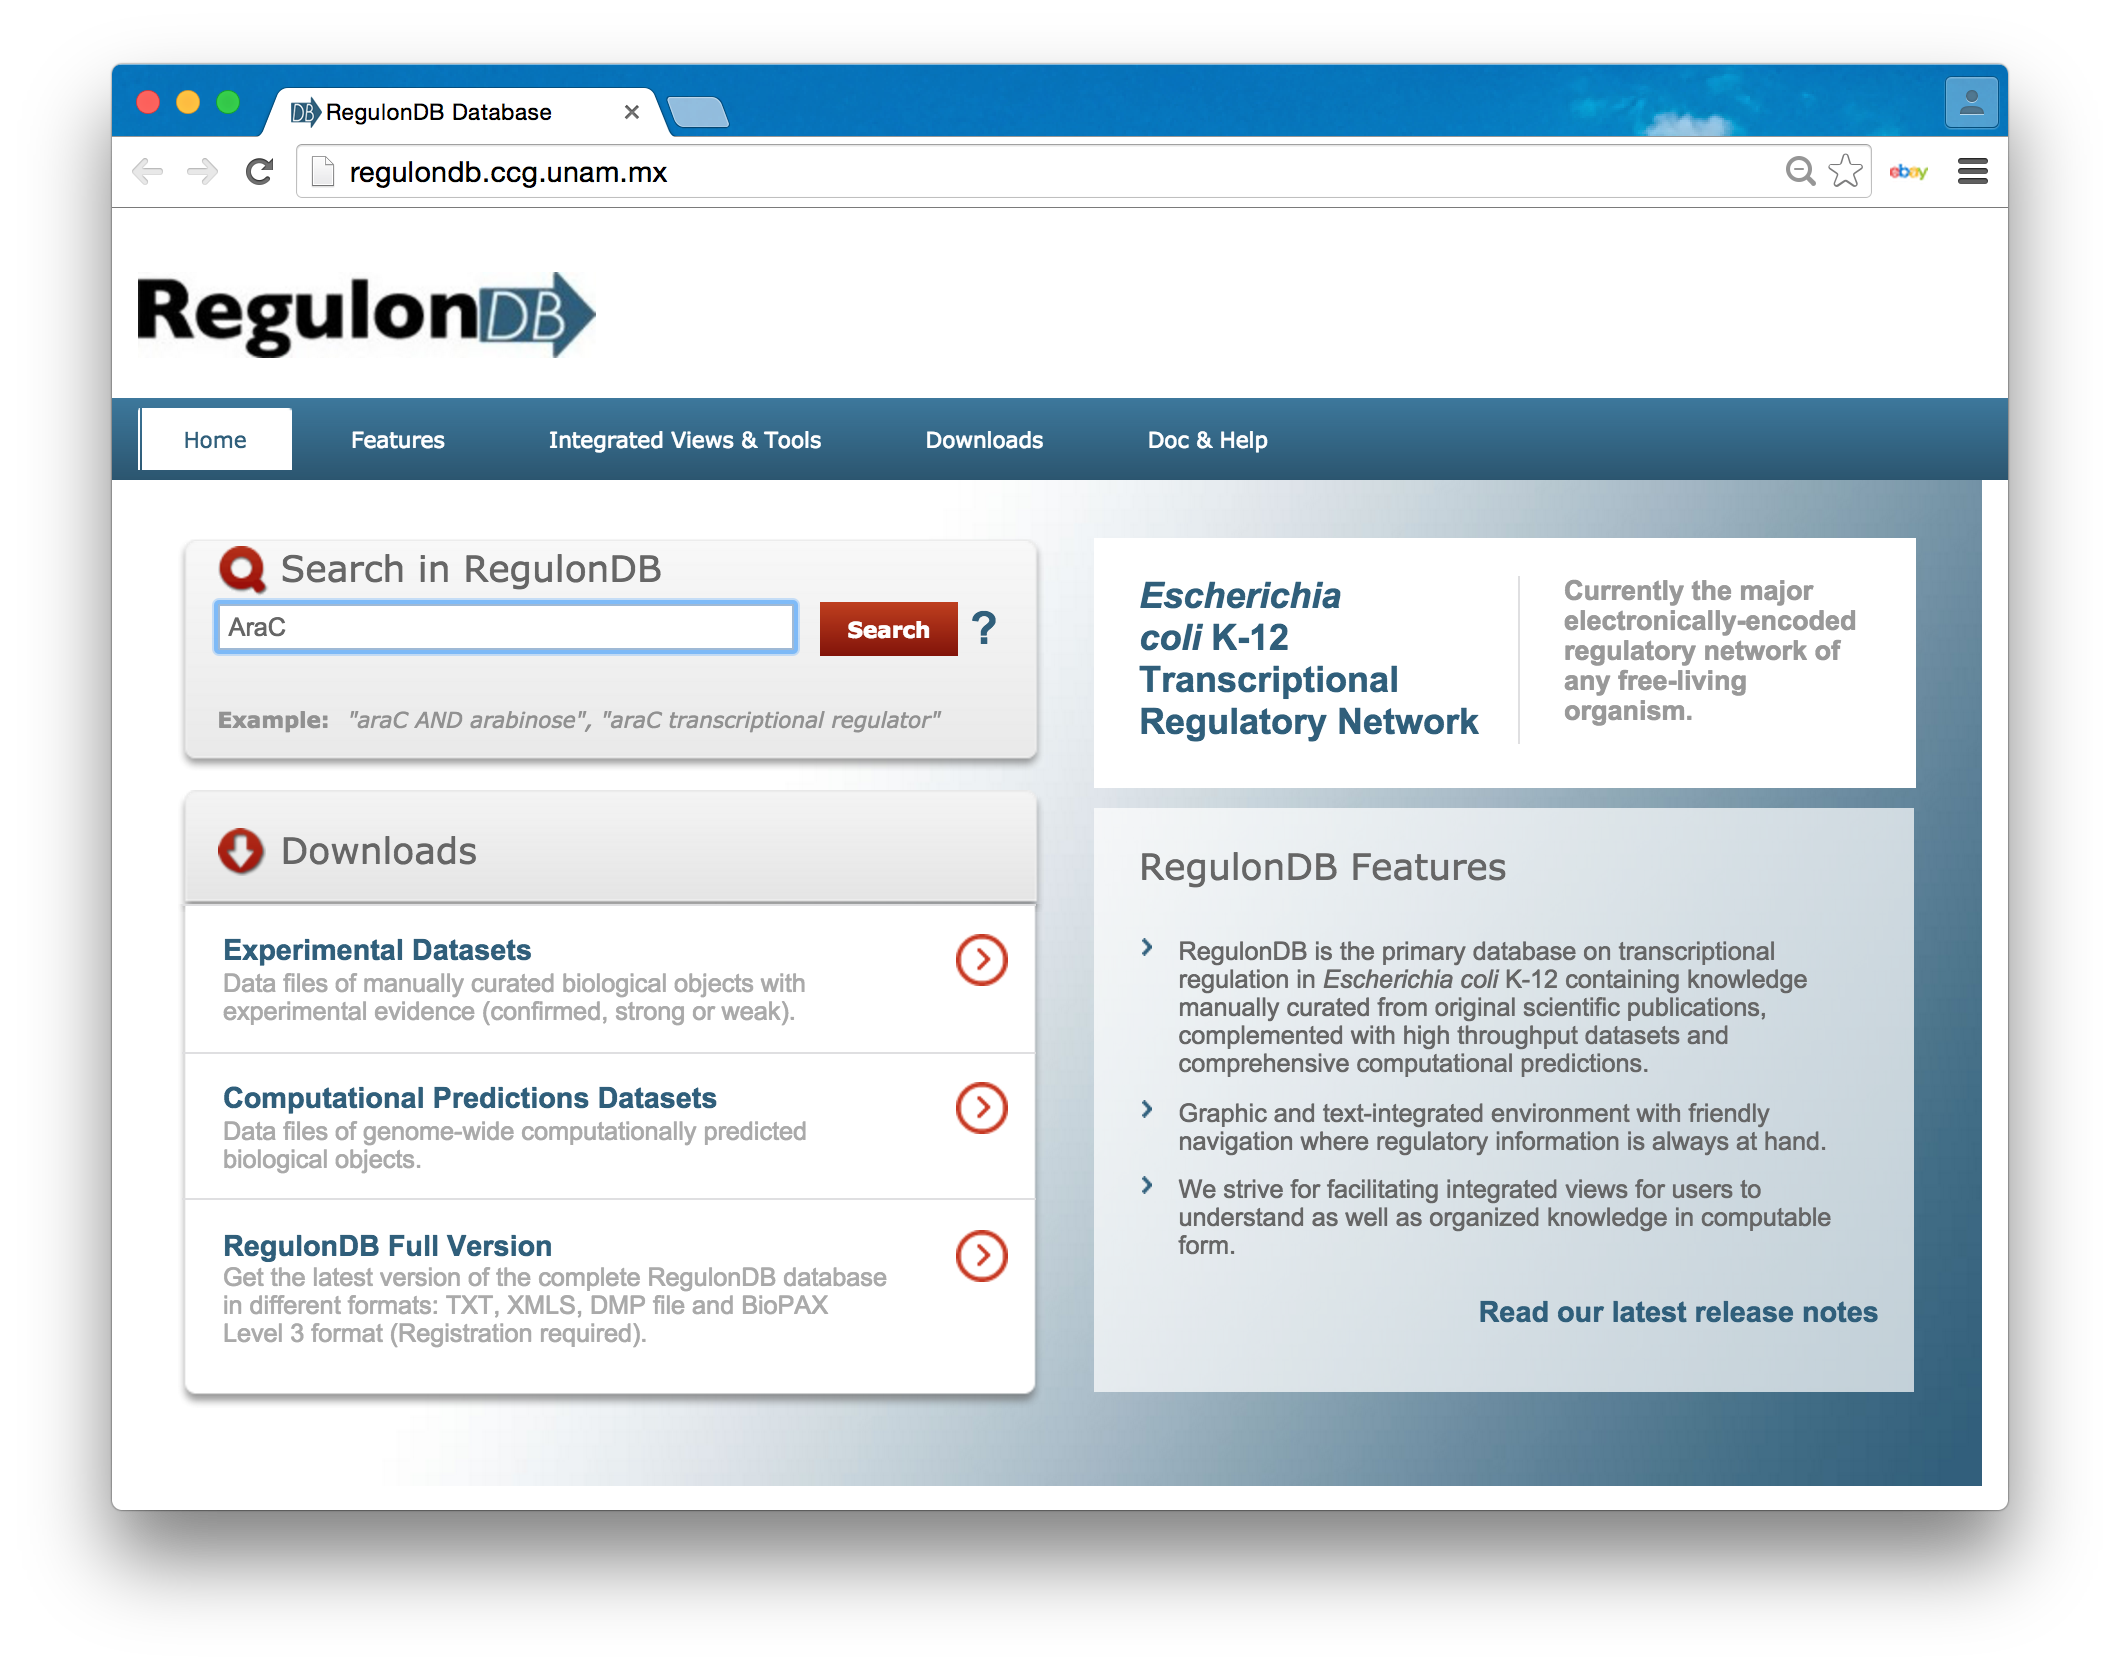 RegulonDB Database
regulondb.ccg.unam.mx
ebay
RegulonDB
Home
Features
Integrated Views & Tools
Downloads
Doc & Help
Search in RegulonDB
AraC
Search
?
Example: "araC AND arabinose", "araC transcriptional regulator"
Downloads
Experimental Datasets
Data files of manually curated biological objects with
experimental evidence (confirmed, strong or weak).
Computational Predictions Datasets
Data files of genome-wide computationally predicted
biological objects.
RegulonDB Full Version
Get the latest version of the complete RegulonDB database
in different formats: TXT, XMLS, DMP file and BioPAX
Level 3 format (Registration required).
Escherichia
coli K-12
Transcriptional
Regulatory Network
Currently the major
electronically-encoded
regulatory network of
any free-living
organism.
RegulonDB Features
RegulonDB is the primary database on transcriptional
regulation in Escherichia coli K-12 containing knowledge
manually curated from original scientific publications,
complemented with high throughput datasets and
comprehensive computational predictions.
Graphic and text-integrated environment with friendly
navigation where regulatory information is always at hand.
We strive for facilitating integrated views for users to
understand as well as organized knowledge in computable
form.
Read our latest release notes